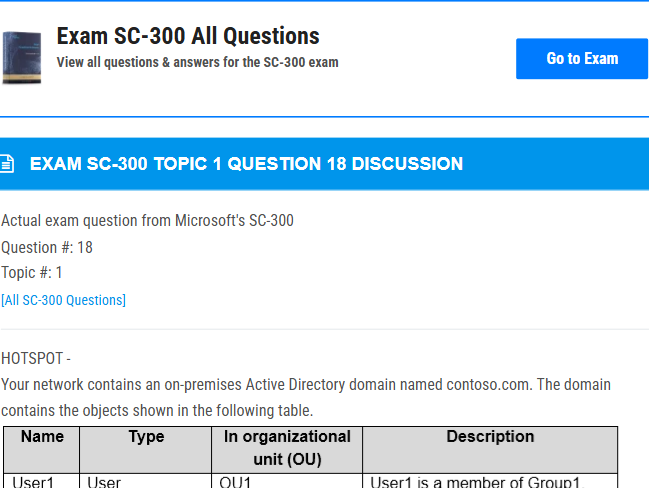 Exam SC-300 All Questions
View all questions & answers for the SC-300 exam
Go to Exam
EXAM SC-300 TOPIC 1 QUESTION 18 DISCUSSION
Actual exam question from Microsoft's SC-300
Question #: 18
Topic #: 1
[All SC-300 Questions]
HOTSPOT -
Your network contains an on-premises Active Directory domain named contoso.com. The domain
contains the objects shown in the following table.
Name Type In organizational Description
unit (OU)
User1 User OU1 User1 is a member of Group1